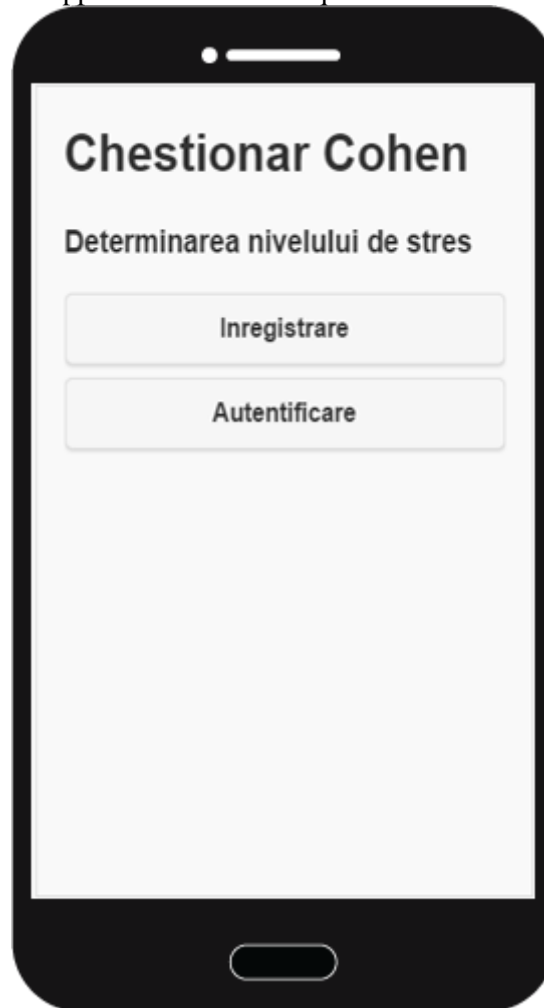 Chestionar Cohen
Determinarea nivelului de stres
Inregistrare
Autentificare